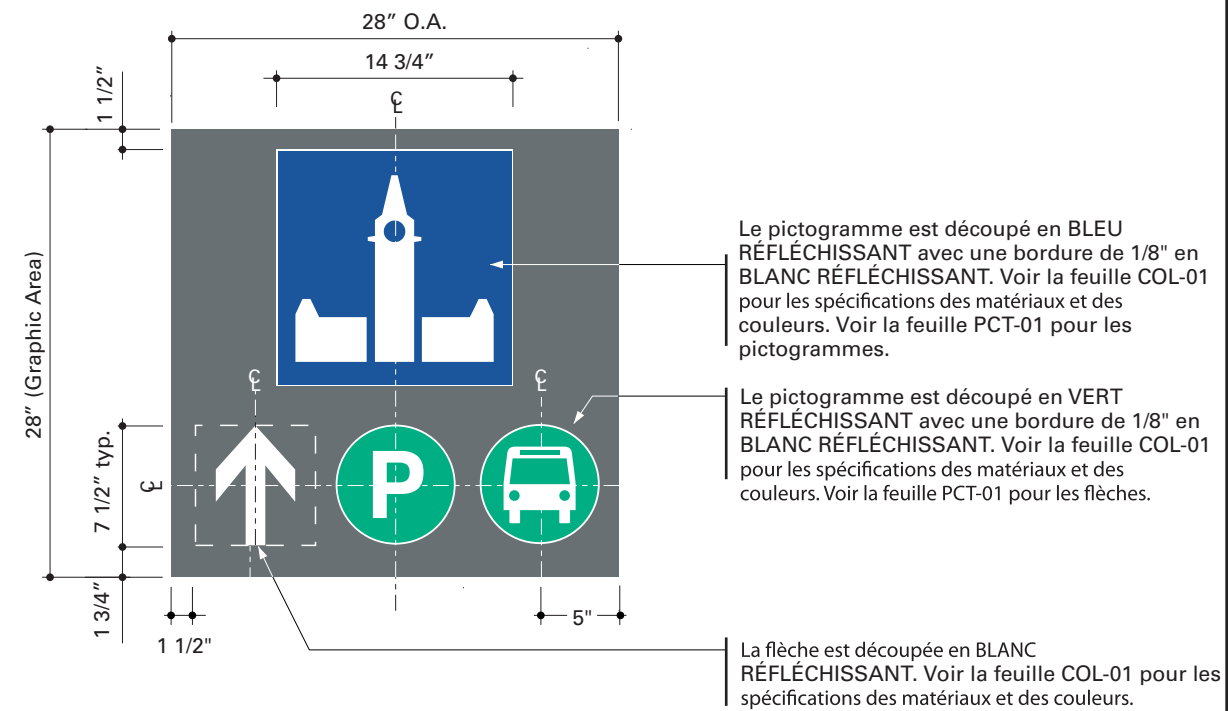 28” O.A.
14 3/4”
℄
1 1/2”
28” (Graphic Area)
Le pictogramme est découpé en BLEU
RÉFLÉCHISSANT avec une bordure de 1/8" en
BLANC RÉFLÉCHISSANT. Voir la feuille COL-01
pour les spécifications des matériaux et des
couleurs. Voir la feuille PCT-01 pour les
pictogrammes.
℄
℄
Le pictogramme est découpé en VERT
RÉFLÉCHISSANT avec une bordure de 1/8" en
BLANC RÉFLÉCHISSANT. Voir la feuille COL-01
pour les spécifications des matériaux et des
couleurs. Voir la feuille PCT-01 pour les flèches.
7 1/2” typ.
℄
P
1 3/4”
1 1/2"
5"
La flèche est découpée en BLANC
RÉFLÉCHISSANT. Voir la feuille COL-01 pour les
spécifications des matériaux et des couleurs.